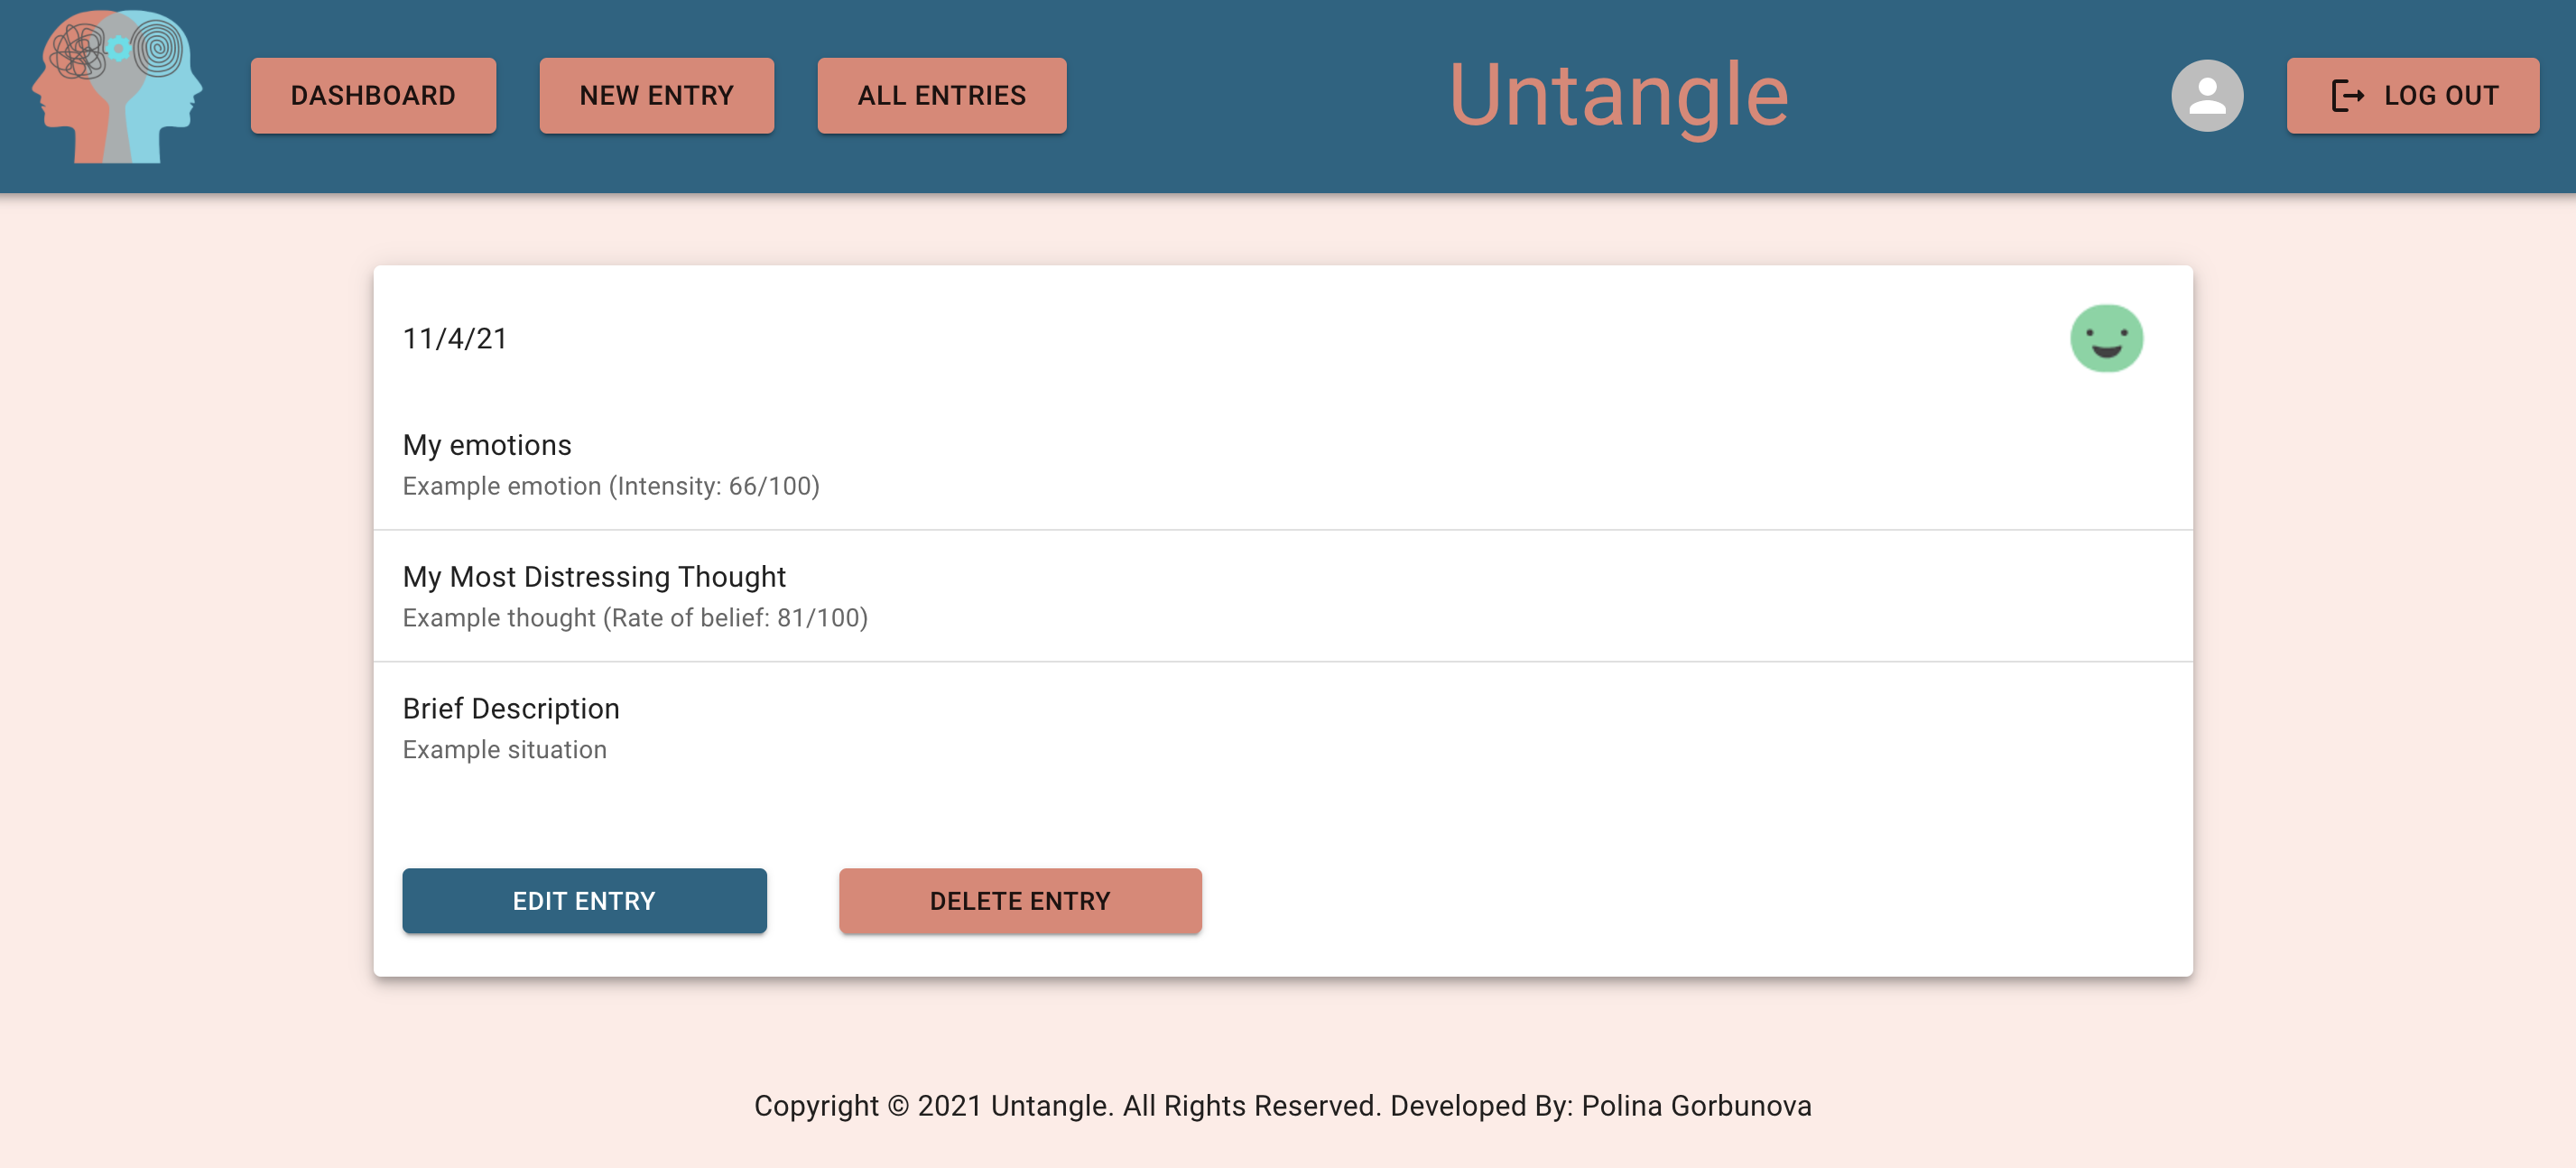 DASHBOARD
NEW ENTRY
ALL ENTRIES
Untangle
LOG OUT
11/4/21
My emotions
Example emotion (Intensity: 66/100)
My Most Distressing Thought
Example thought (Rate of belief: 81/100)
Brief Description
Example situation
EDIT ENTRY
DELETE ENTRY
Copyright © 2021 Untangle. All Rights Reserved. Developed By: Polina Gorbunova